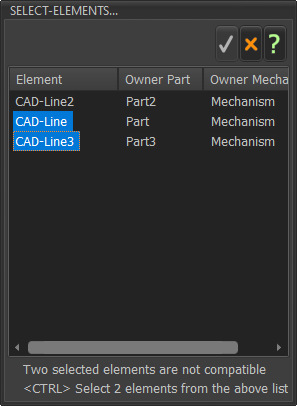 SELECT-ELEMENTS...
?
Element Owner Part Owner Mecha
CAD-Line2 Part2 Mechanism
CAD-Line Part Mechanism
CAD-Line3 Part3 Mechanism
Two selected elements are not compatible
<CTRL> Select 2 elements from the above list